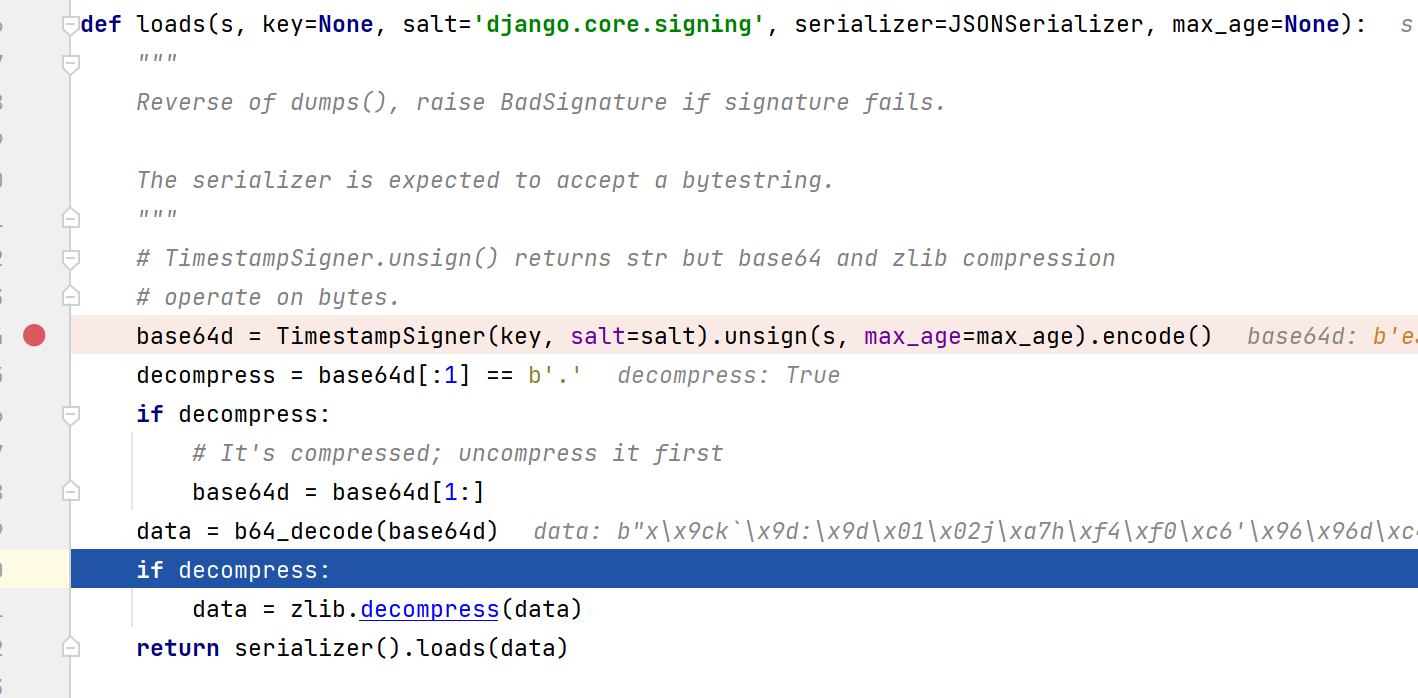 def loads(s, key=None, salt='django.core.signing', serializer=JSONSerializer, max_age=None):   s
    """
    Reverse of dumps(), raise BadSignature if signature fails.
    The serializer is expected to accept a bytestring.
    """
    # TimestampSigner.unsign() returns str but base64 and zlib compression
    # operate on bytes.
    base64d = TimestampSigner(key, salt=salt).unsign(s, max_age=max_age).encode()   base64d: b'e
    decompress = base64d[:1] == b'.'   decompress: True
    if decompress:
        # It's compressed; uncompress it first
        base64d = base64d[1:]
    data = b64_decode(base64d)   data: b"x\x9ck`\x9d:\x9d\x01\x02j\xa7h\xf4\xf0\xc6'\x96\x96d\xc
    if decompress:
        data = zlib.decompress(data)
    return serializer().loads(data)